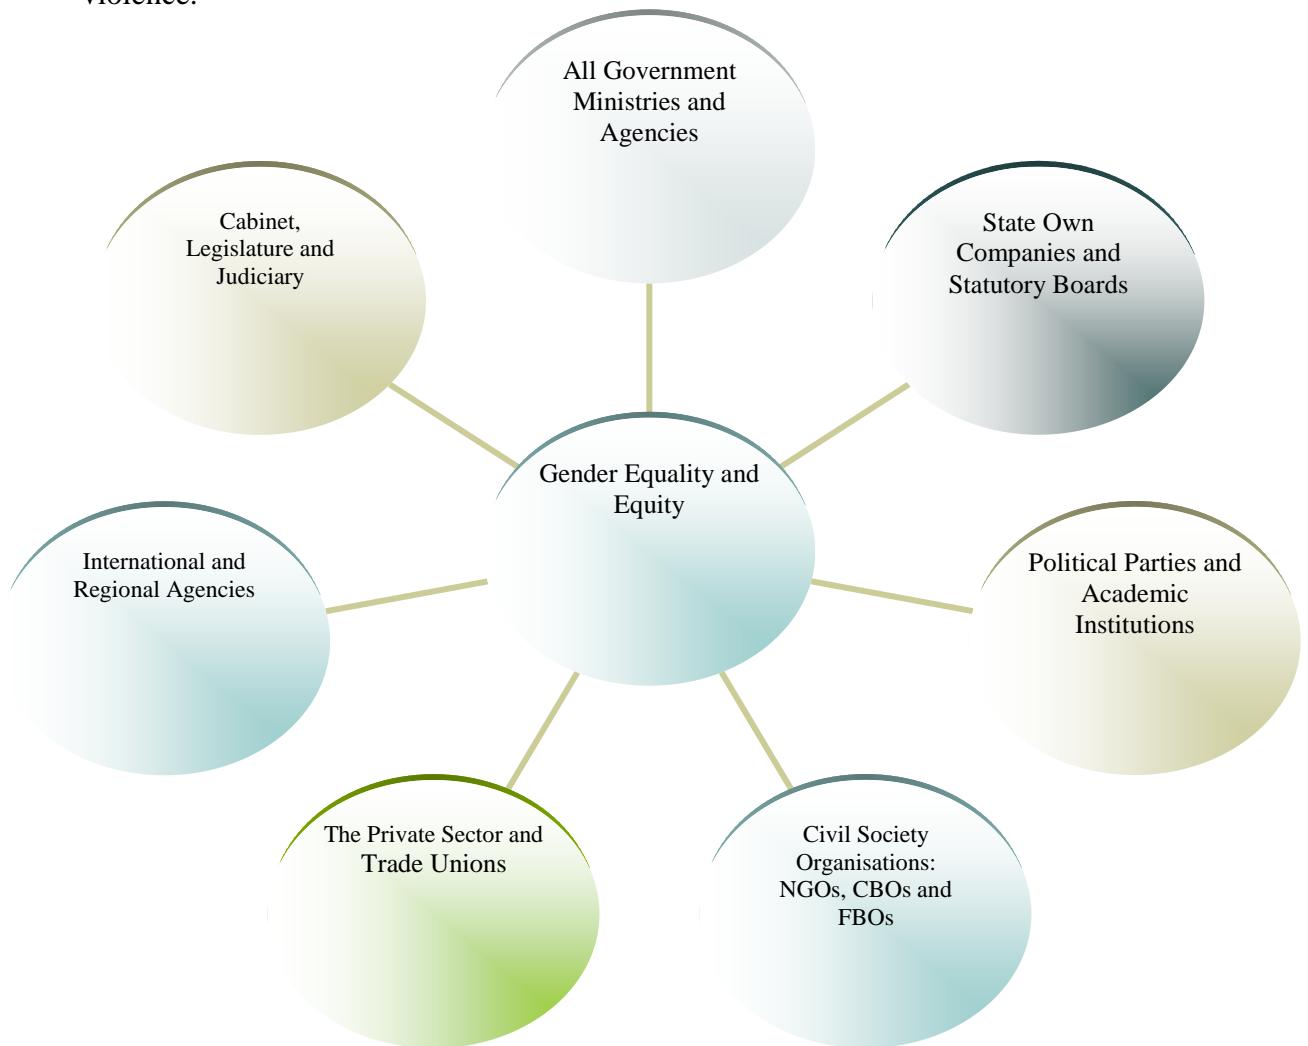 violence.
All Government
Ministries and
Agencies
Cabinet,
Legislature and
Judiciary
State Own
Companies and
Statutory Boards
Gender Equality and
Equity
International and
Regional Agencies
Political Parties and
Academic
Institutions
The Private Sector and
Trade Unions
Civil Society
Organisations:
NGOs, CBOs and
FBOs